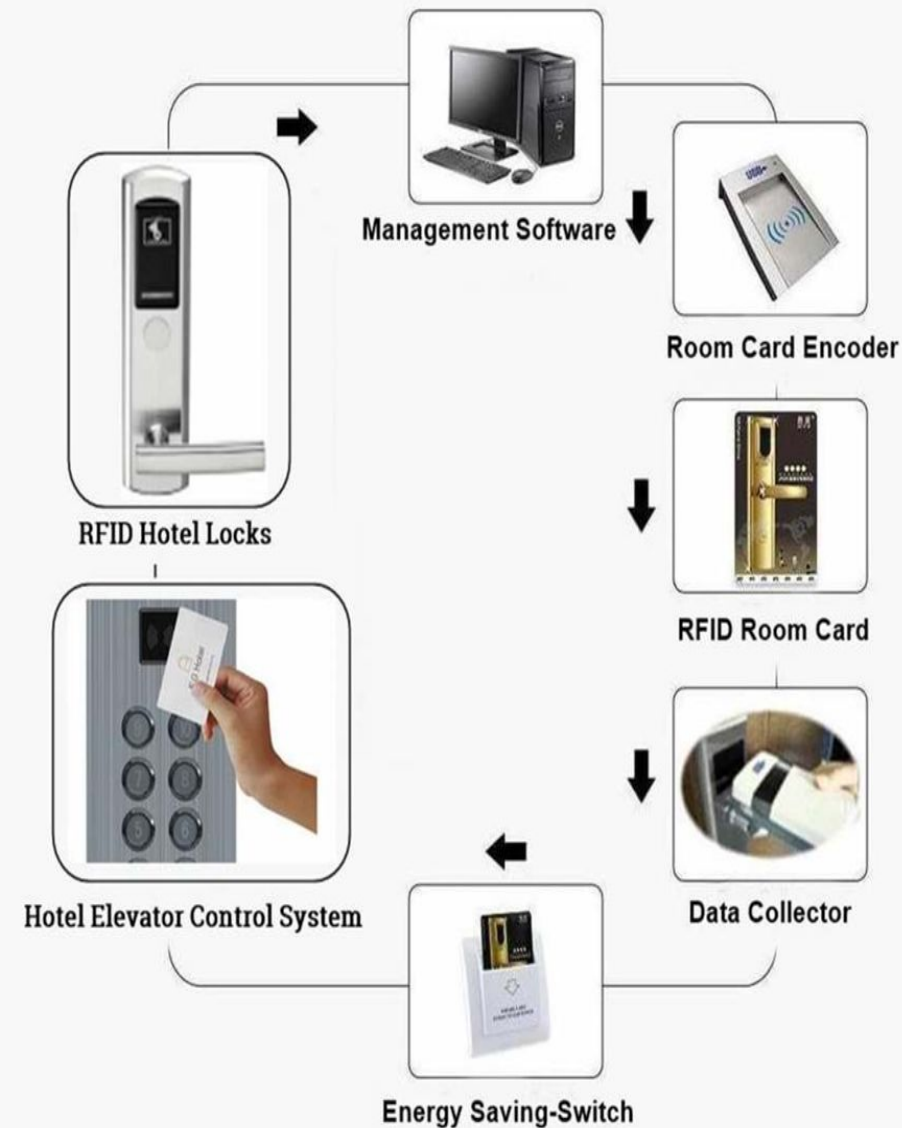 Management Software
Room Card Encoder
RFID Hotel Locks
RFID Room Card
Hotel Elevator Control System
Data Collector
Energy Saving-Switch